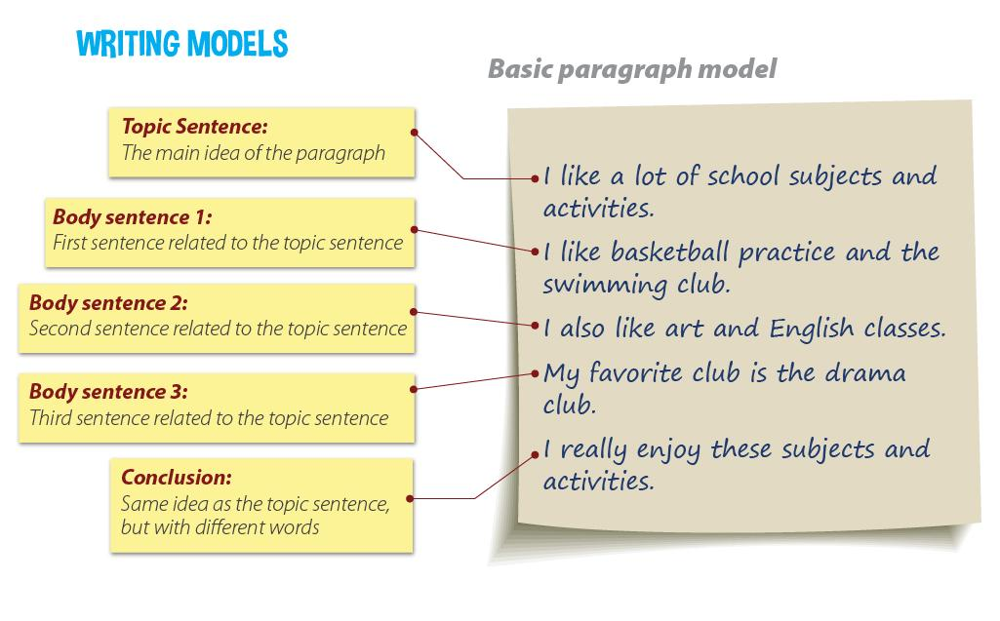 WRITING MODELS
Basic paragraph model
Topic Sentence:
The main idea of the paragraph
Body sentence 1:
First sentence related to the topic sentence
Body sentence 2:
Second sentence related to the topic sentence
Body sentence 3:
Third sentence related to the topic sentence
Conclusion:
Same idea as the topic sentence,
but with different words
I like a lot of school subjects and
activities.
I like basketball practice and the
swimming club.
I also like art and English classes.
My favorite club is the drama
club.
I really enjoy these subjects and
activities.